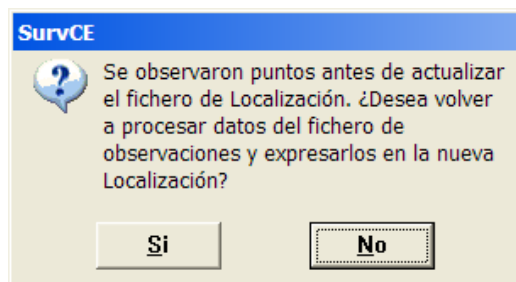 SurvCE
Se observaron puntos antes de actualizar
el fichero de Localización. ¿Desea volver
a procesar datos del fichero de
observaciones y expresarlos en la nueva
Localización?
Si
No